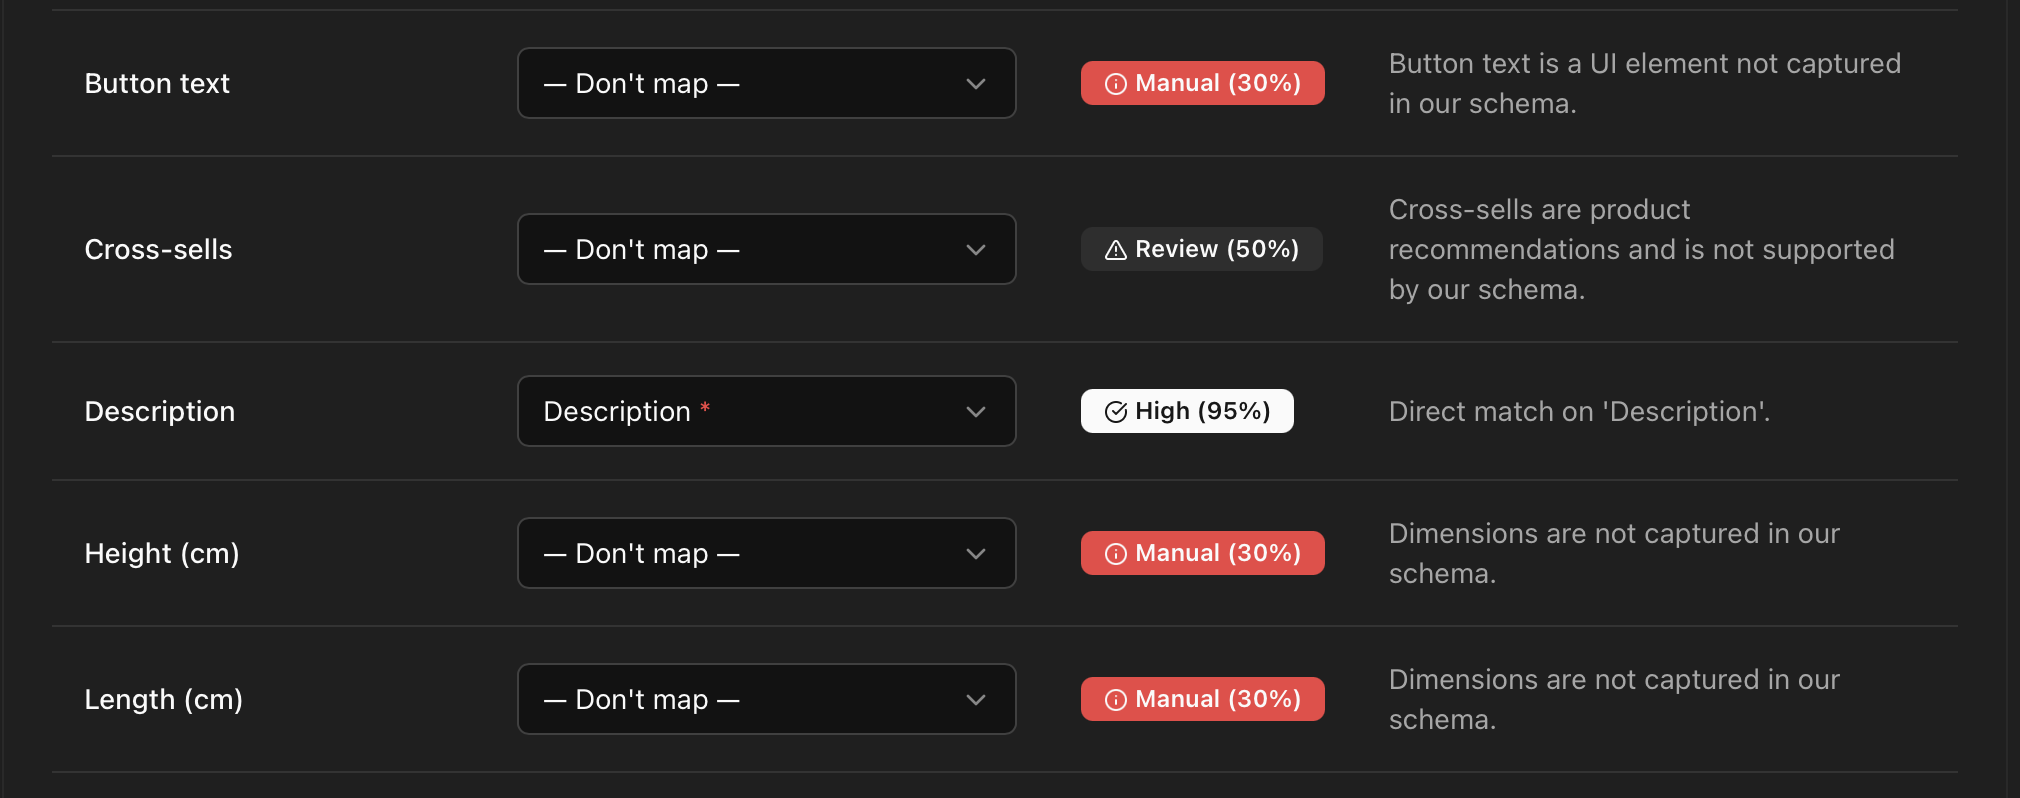 Button text
— Don't map —
Manual (30%)
Button text is a UI element not captured
in our schema.
Cross-sells
— Don't map —
Review (50%)
Cross-sells are product
recommendations and is not supported
by our schema.
Description
Description *
High (95%)
Direct match on 'Description'.
Height (cm)
— Don't map —
Manual (30%)
Dimensions are not captured in our
schema.
Length (cm)
— Don't map —
Manual (30%)
Dimensions are not captured in our
schema.